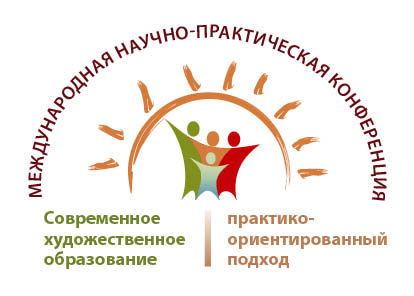 МЕЖДУНАРОДНАЯ НАУЧНО-ПРАКТИЧЕСКАЯ КОНФЕРЕНЦИЯ
Современное
художественное
образование
практико-
ориентированный
подход